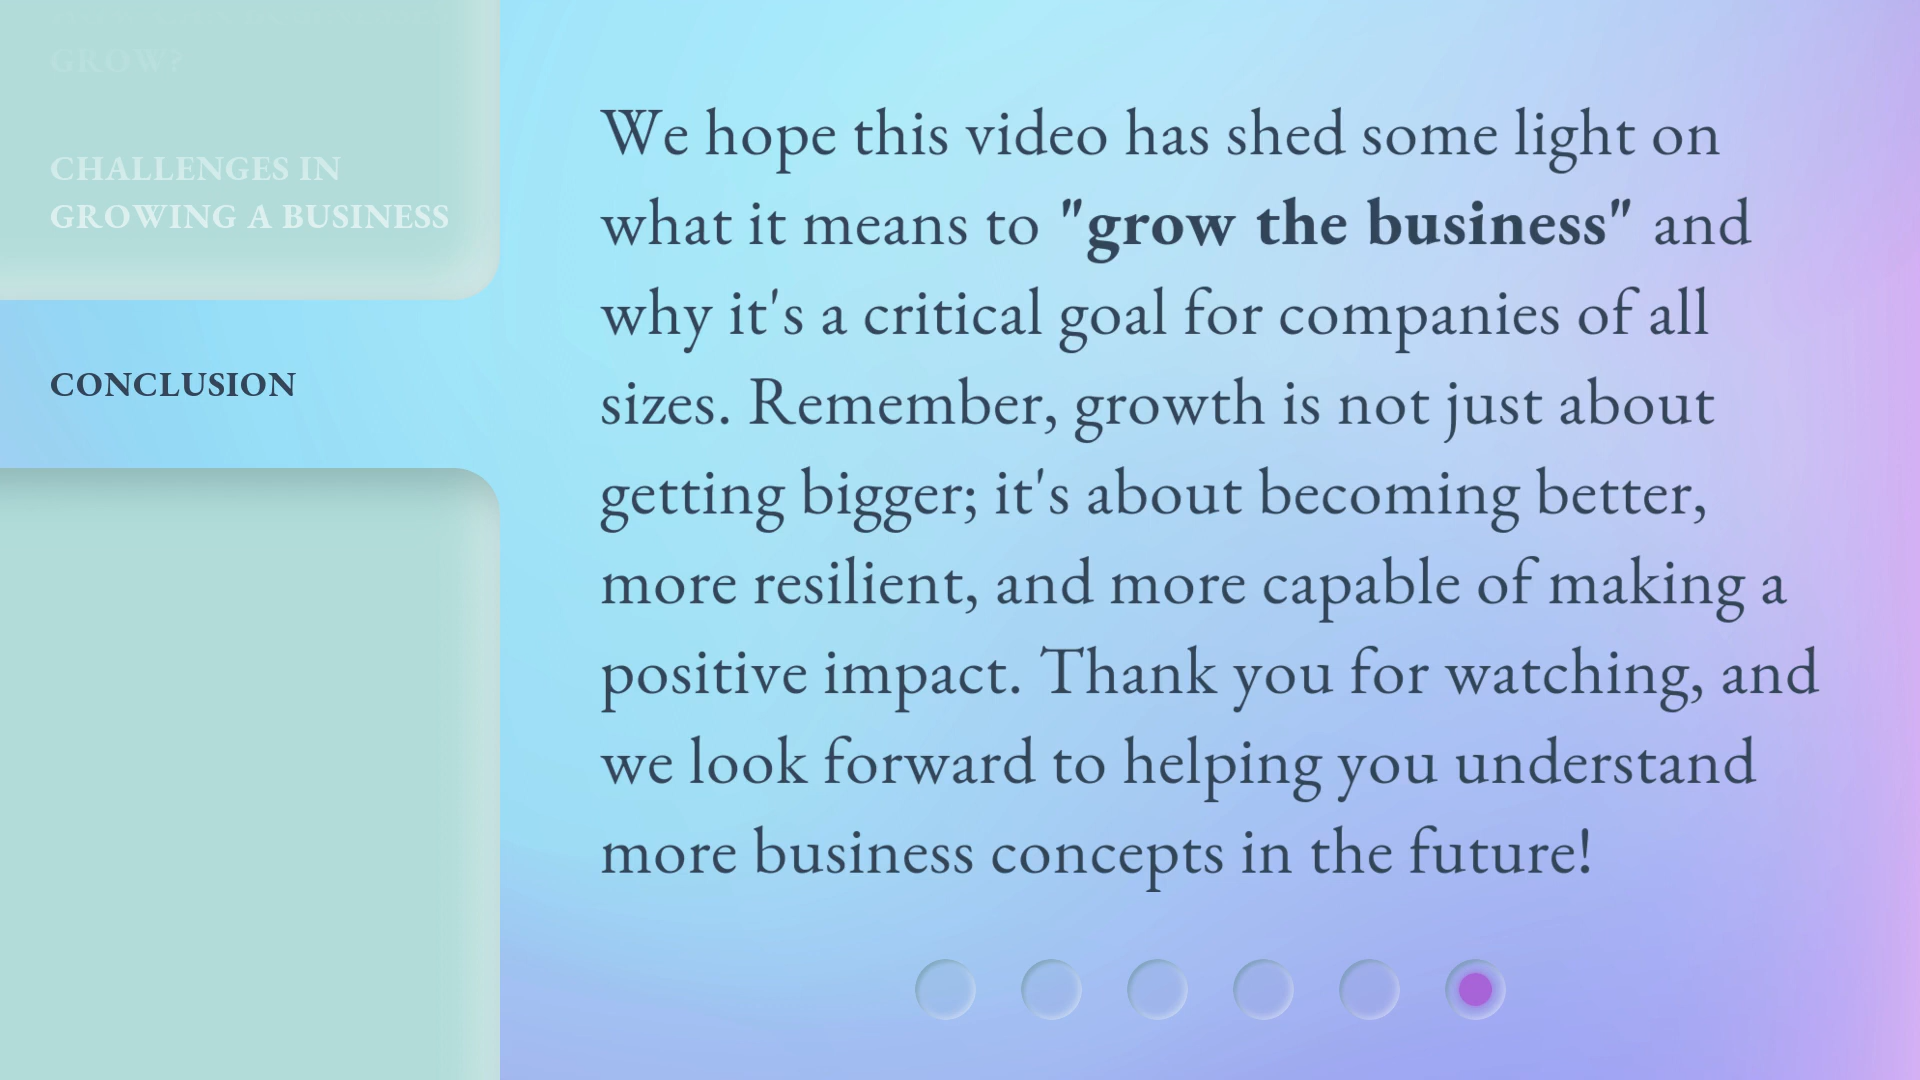 GROW?
CHALLENGES IN
GROWING A BUSINESS
CONCLUSION
We hope this video has shed some light on
what it means to "grow the business" and
why it's a critical goal for companies of all
sizes. Remember, growth is not just about
getting bigger; it's about becoming better,
more resilient, and more capable of making a
positive impact. Thank you for watching, and
we look forward to helping you understand
more business concepts in the future!